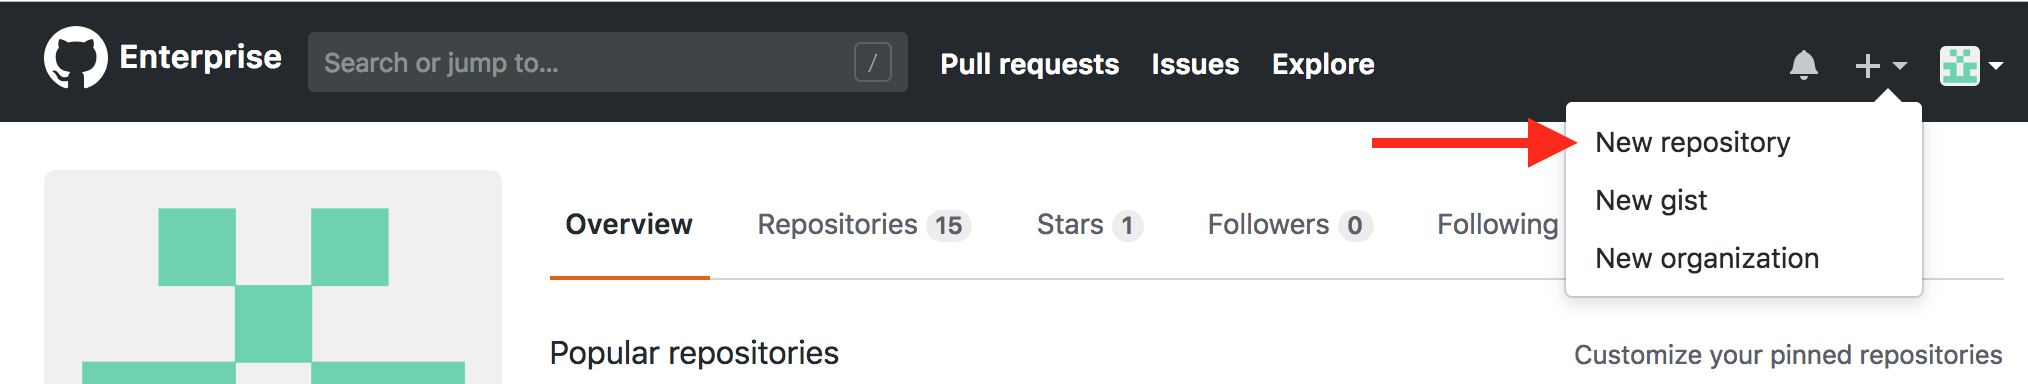 Enterprise
Search or jump to...
/
Pull requests
Issues
Explore
New repository
New gist
New organization
Overview
Repositories 15
Stars 1
Followers 0
Following
Popular repositories
Customize your pinned repositories